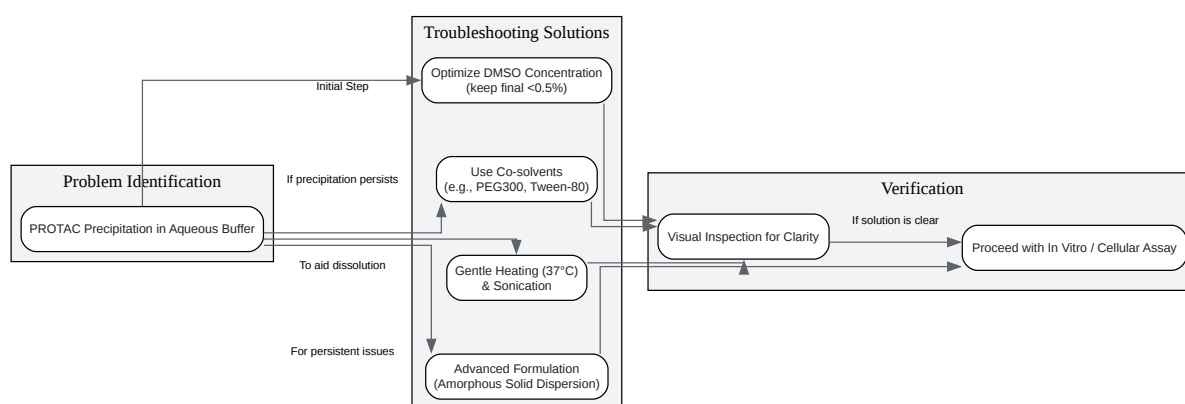 Problem Identification
PROTAC Precipitation in Aqueous Buffer
Initial Step
If precipitation persists
To aid dissolution
For persistent issues
Troubleshooting Solutions
Optimize DMSO Concentration
(keep final <0.5%)
Use Co-solvents
(e.g., PEG300, Tween-80)
Gentle Heating (37°C)
& Sonication
Advanced Formulation
(Amorphous Solid Dispersion)
Verification
Visual Inspection for Clarity
If solution is clear
Proceed with In Vitro / Cellular Assay